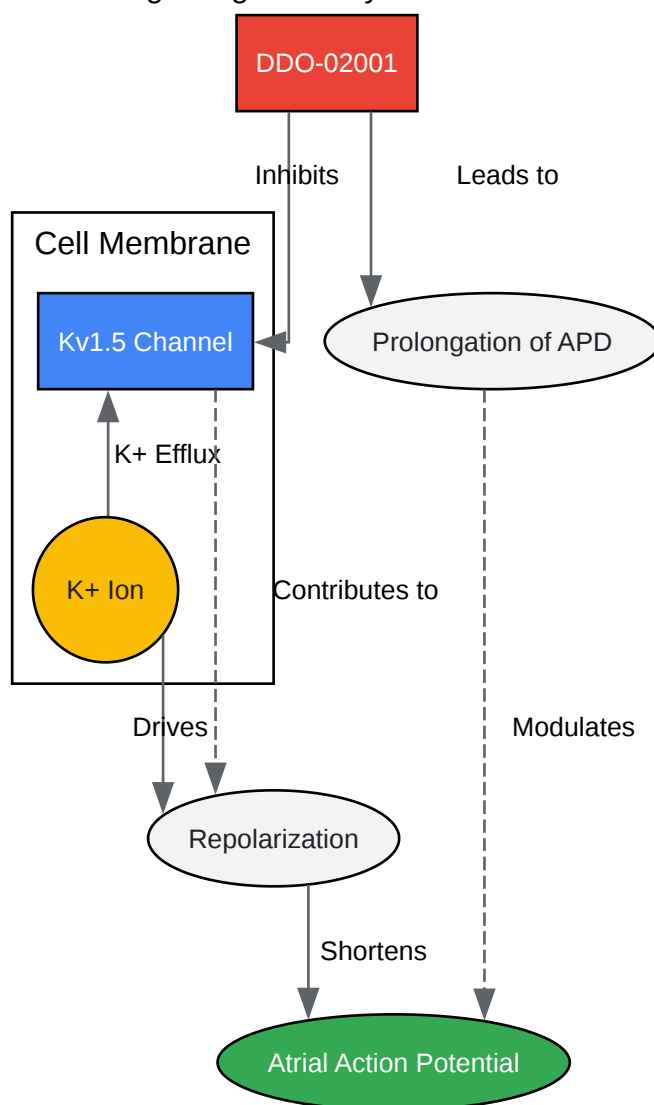 DDO-02001
Inhibits
Leads to
Cell Membrane
Kv1.5 Channel
Prolongation of APD
K+ Efflux
K+ Ion
Contributes to
Drives
Modulates
Repolarization
Shortens
Atrial Action Potential